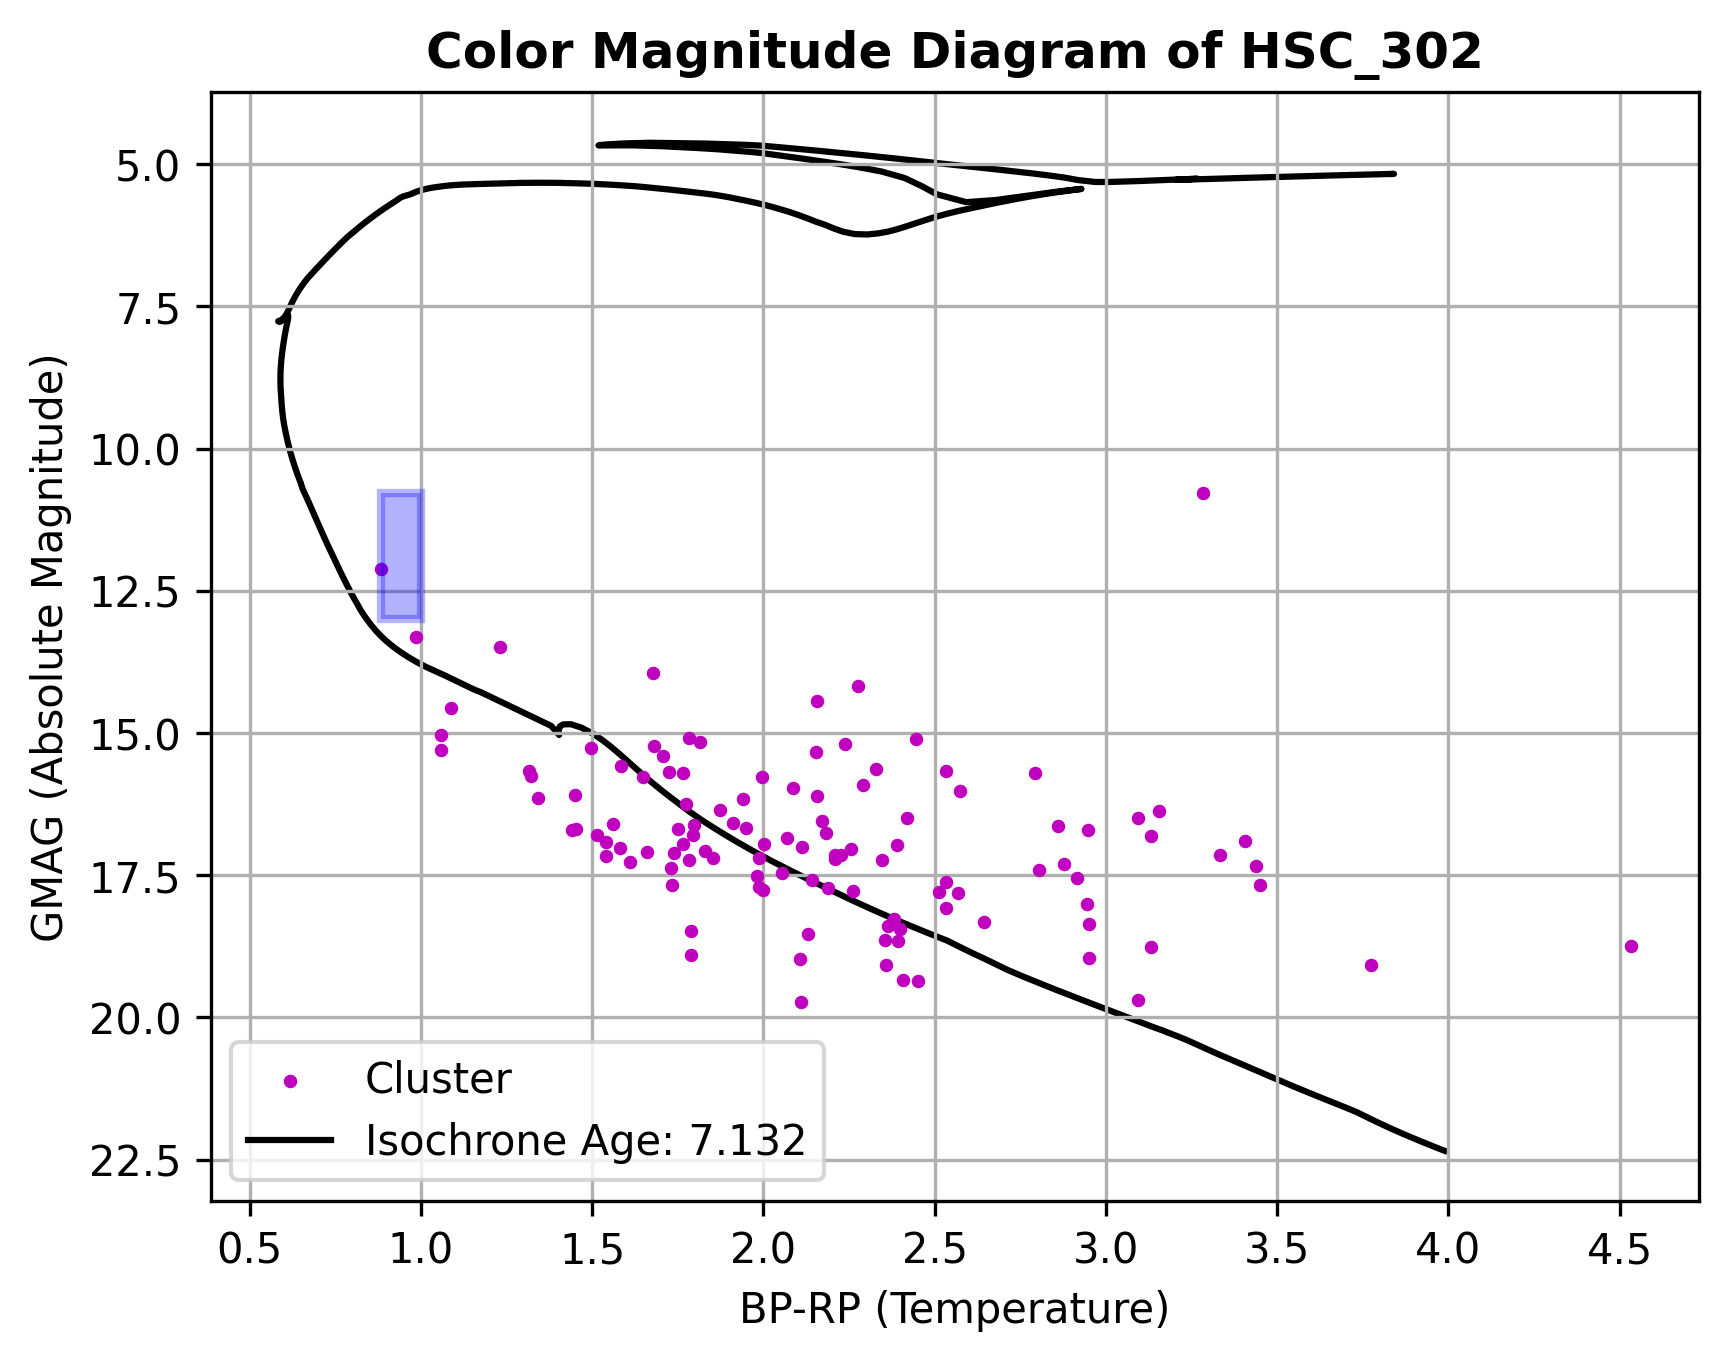 Color Magnitude Diagram of HSC_302
GMAG (Absolute Magnitude)
5.0
7.5
10.0
12.5
15.0
17.5
20.0
22.5
Cluster
Isochrone Age: 7.132
0.5 1.0 1.5 2.0 2.5 3.0 3.5 4.0 4.5
BP-RP (Temperature)